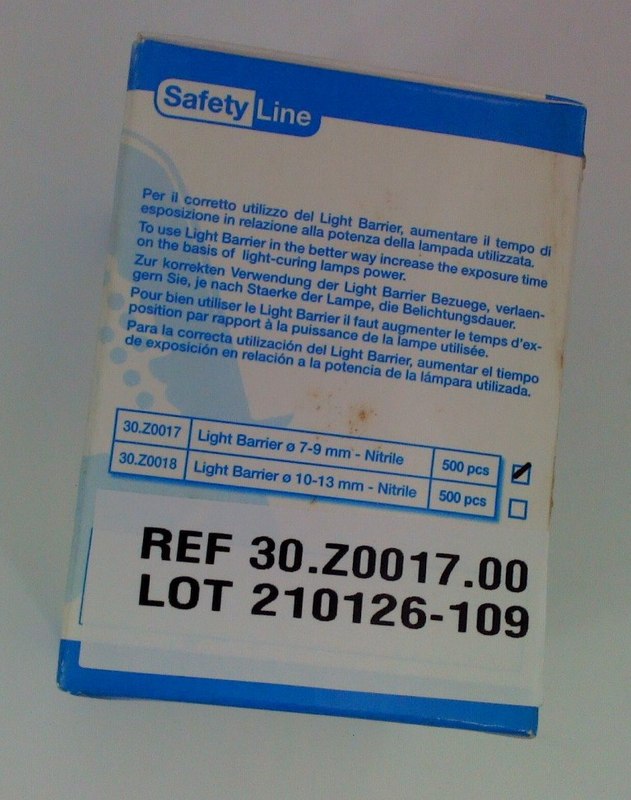 Safety Line
Per il corretto utilizzo del Light Barrier, aumentare il tempo di
esposizione in relazione alla potenza della lampada utilizzata.
To use Light Barrier in the better way increase the exposure time
on the basis of light-curing lamps power.
Zur korrekten Verwendung der Light Barrier Bezuege, verlaen-
gern Sie, je nach Staerke der Lampe, die Belichtungsdauer.
Pour bien utiliser le Light Barrier il faut augmenter le temps d'ex-
position par rapport à la puissance de la lampe utilisée.
Para la correcta utilización del Light Barrier, aumentar el tiempo
de exposición en relación a la potencia de la lámpara utilizada.
30.Z0017 Light Barrier ø 7-9 mm - Nitrile 500 pcs
30.Z0018 Light Barrier ø 10-13 mm - Nitrile 500 pcs
REF 30.Z0017.00
LOT 210126-109